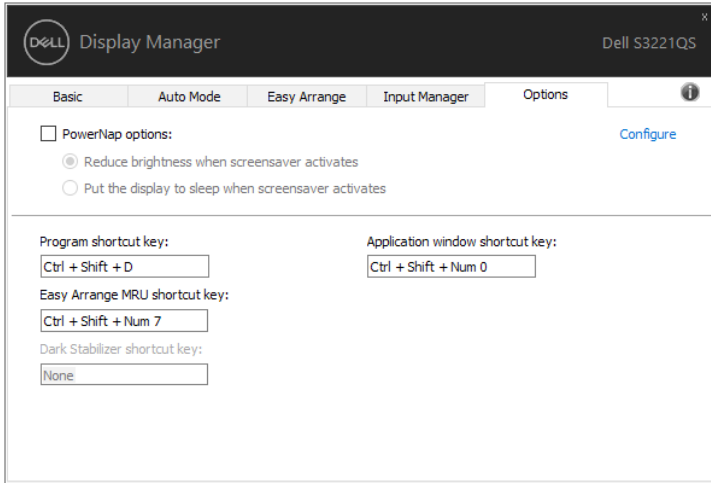 DELL Display Manager
Dell S3221QS
x
Basic
Auto Mode
Easy Arrange
Input Manager
Options
i
PowerNap options:
Configure
Reduce brightness when screensaver activates
Put the display to sleep when screensaver activates
Program shortcut key:
Application window shortcut key:
Ctrl + Shift + D
Ctrl + Shift + Num 0
Easy Arrange MRU shortcut key:
Ctrl + Shift + Num 7
Dark Stabilizer shortcut key:
None